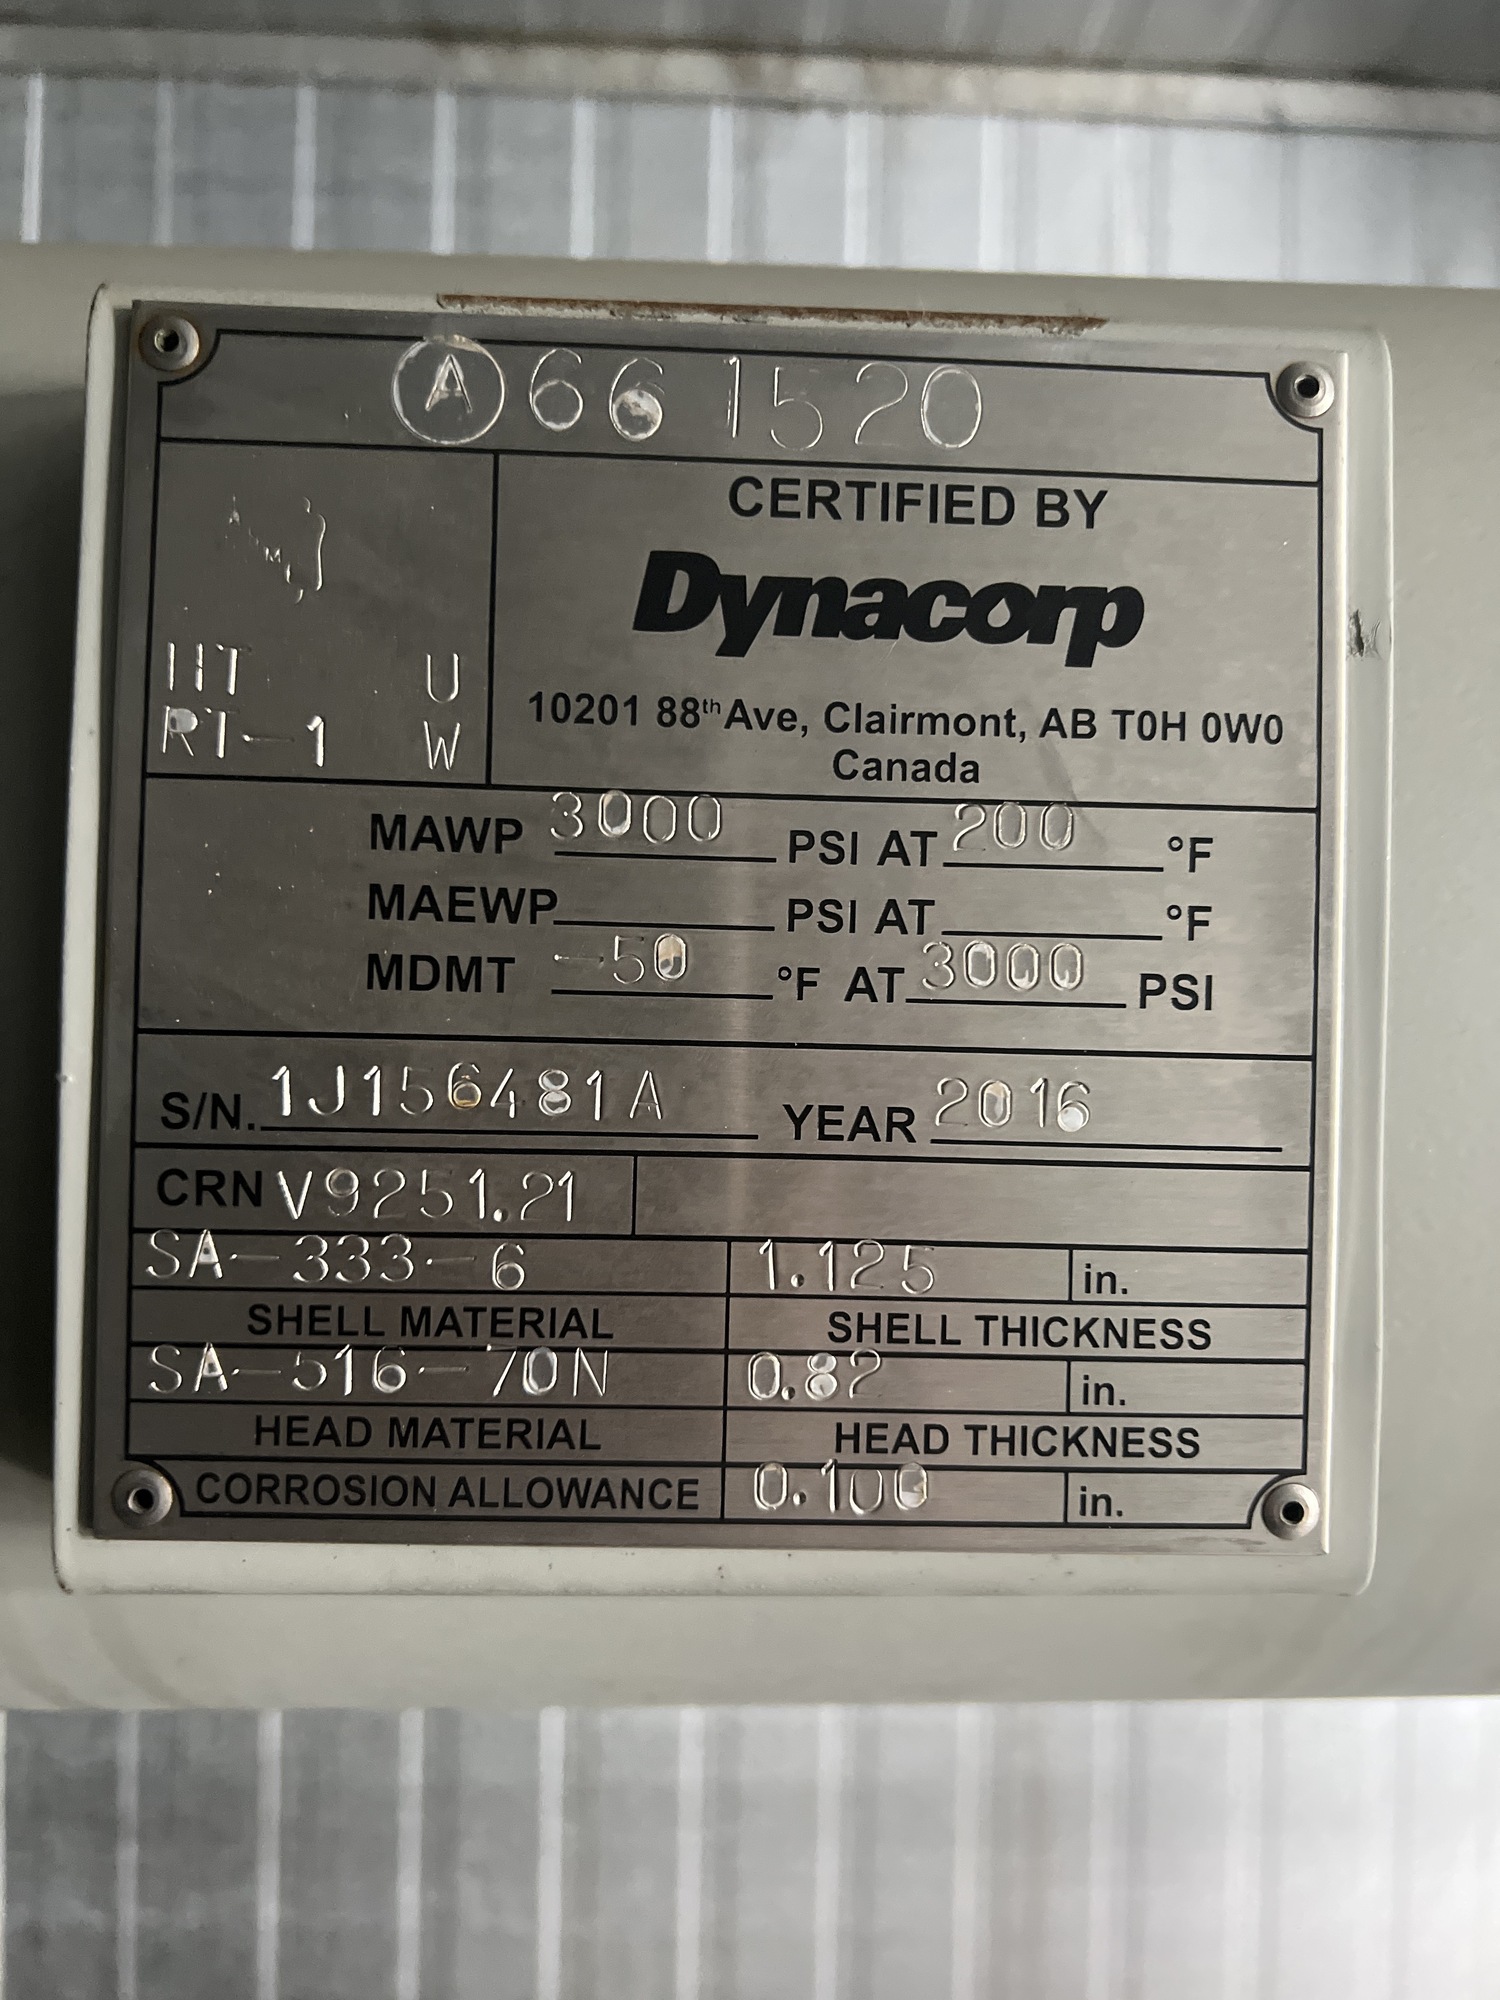 Ⓐ661520
CERTIFIED BY
Dynacorp
10201 88th Ave, Clairmont, AB T0H 0W0
Canada
HT U
RT-1 W
MAWP 3000 PSI AT 200 °F
MAEWP PSI AT °F
MDMT -50 °F AT 3000 PSI
S/N. 1J156481A YEAR 2016
CRN V9251.21
SA-333-6 1.125 in.
SHELL MATERIAL SHELL THICKNESS
SA-516-70N 0.82 in.
HEAD MATERIAL HEAD THICKNESS
CORROSION ALLOWANCE 0.100 in.